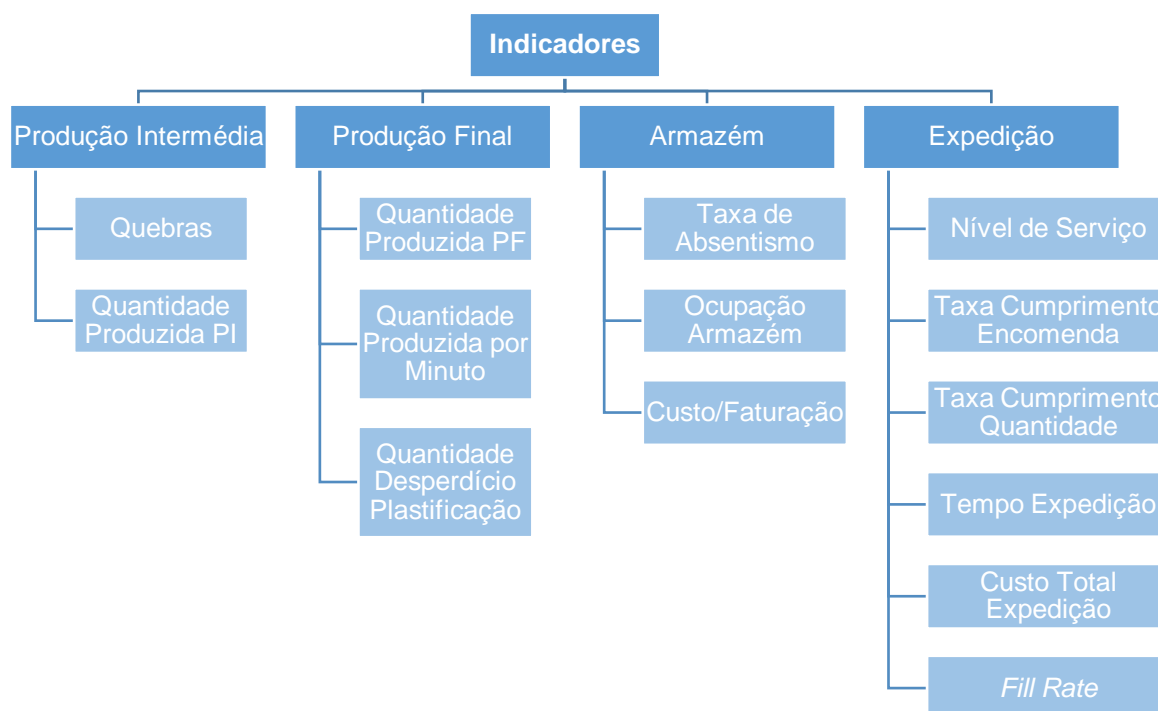 Indicadores
Produção Intermédia
Quebras
Quantidade
Produzida PI
Produção Final
Quantidade
Produzida PF
Quantidade
Produzida por
Minuto
Quantidade
Desperdício
Plastificação
Armazém
Taxa de
Absentismo
Ocupação
Armazém
Custo/Faturação
Expedição
Nível de Serviço
Taxa Cumprimento
Encomenda
Taxa Cumprimento
Quantidade
Tempo Expedição
Custo Total
Expedição
Fill Rate